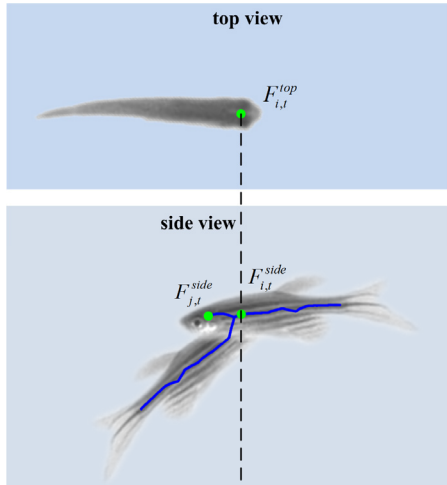 top view
F_{i,t}^{top}
side view
F_{j,t}^{side}
F_{i,t}^{side}